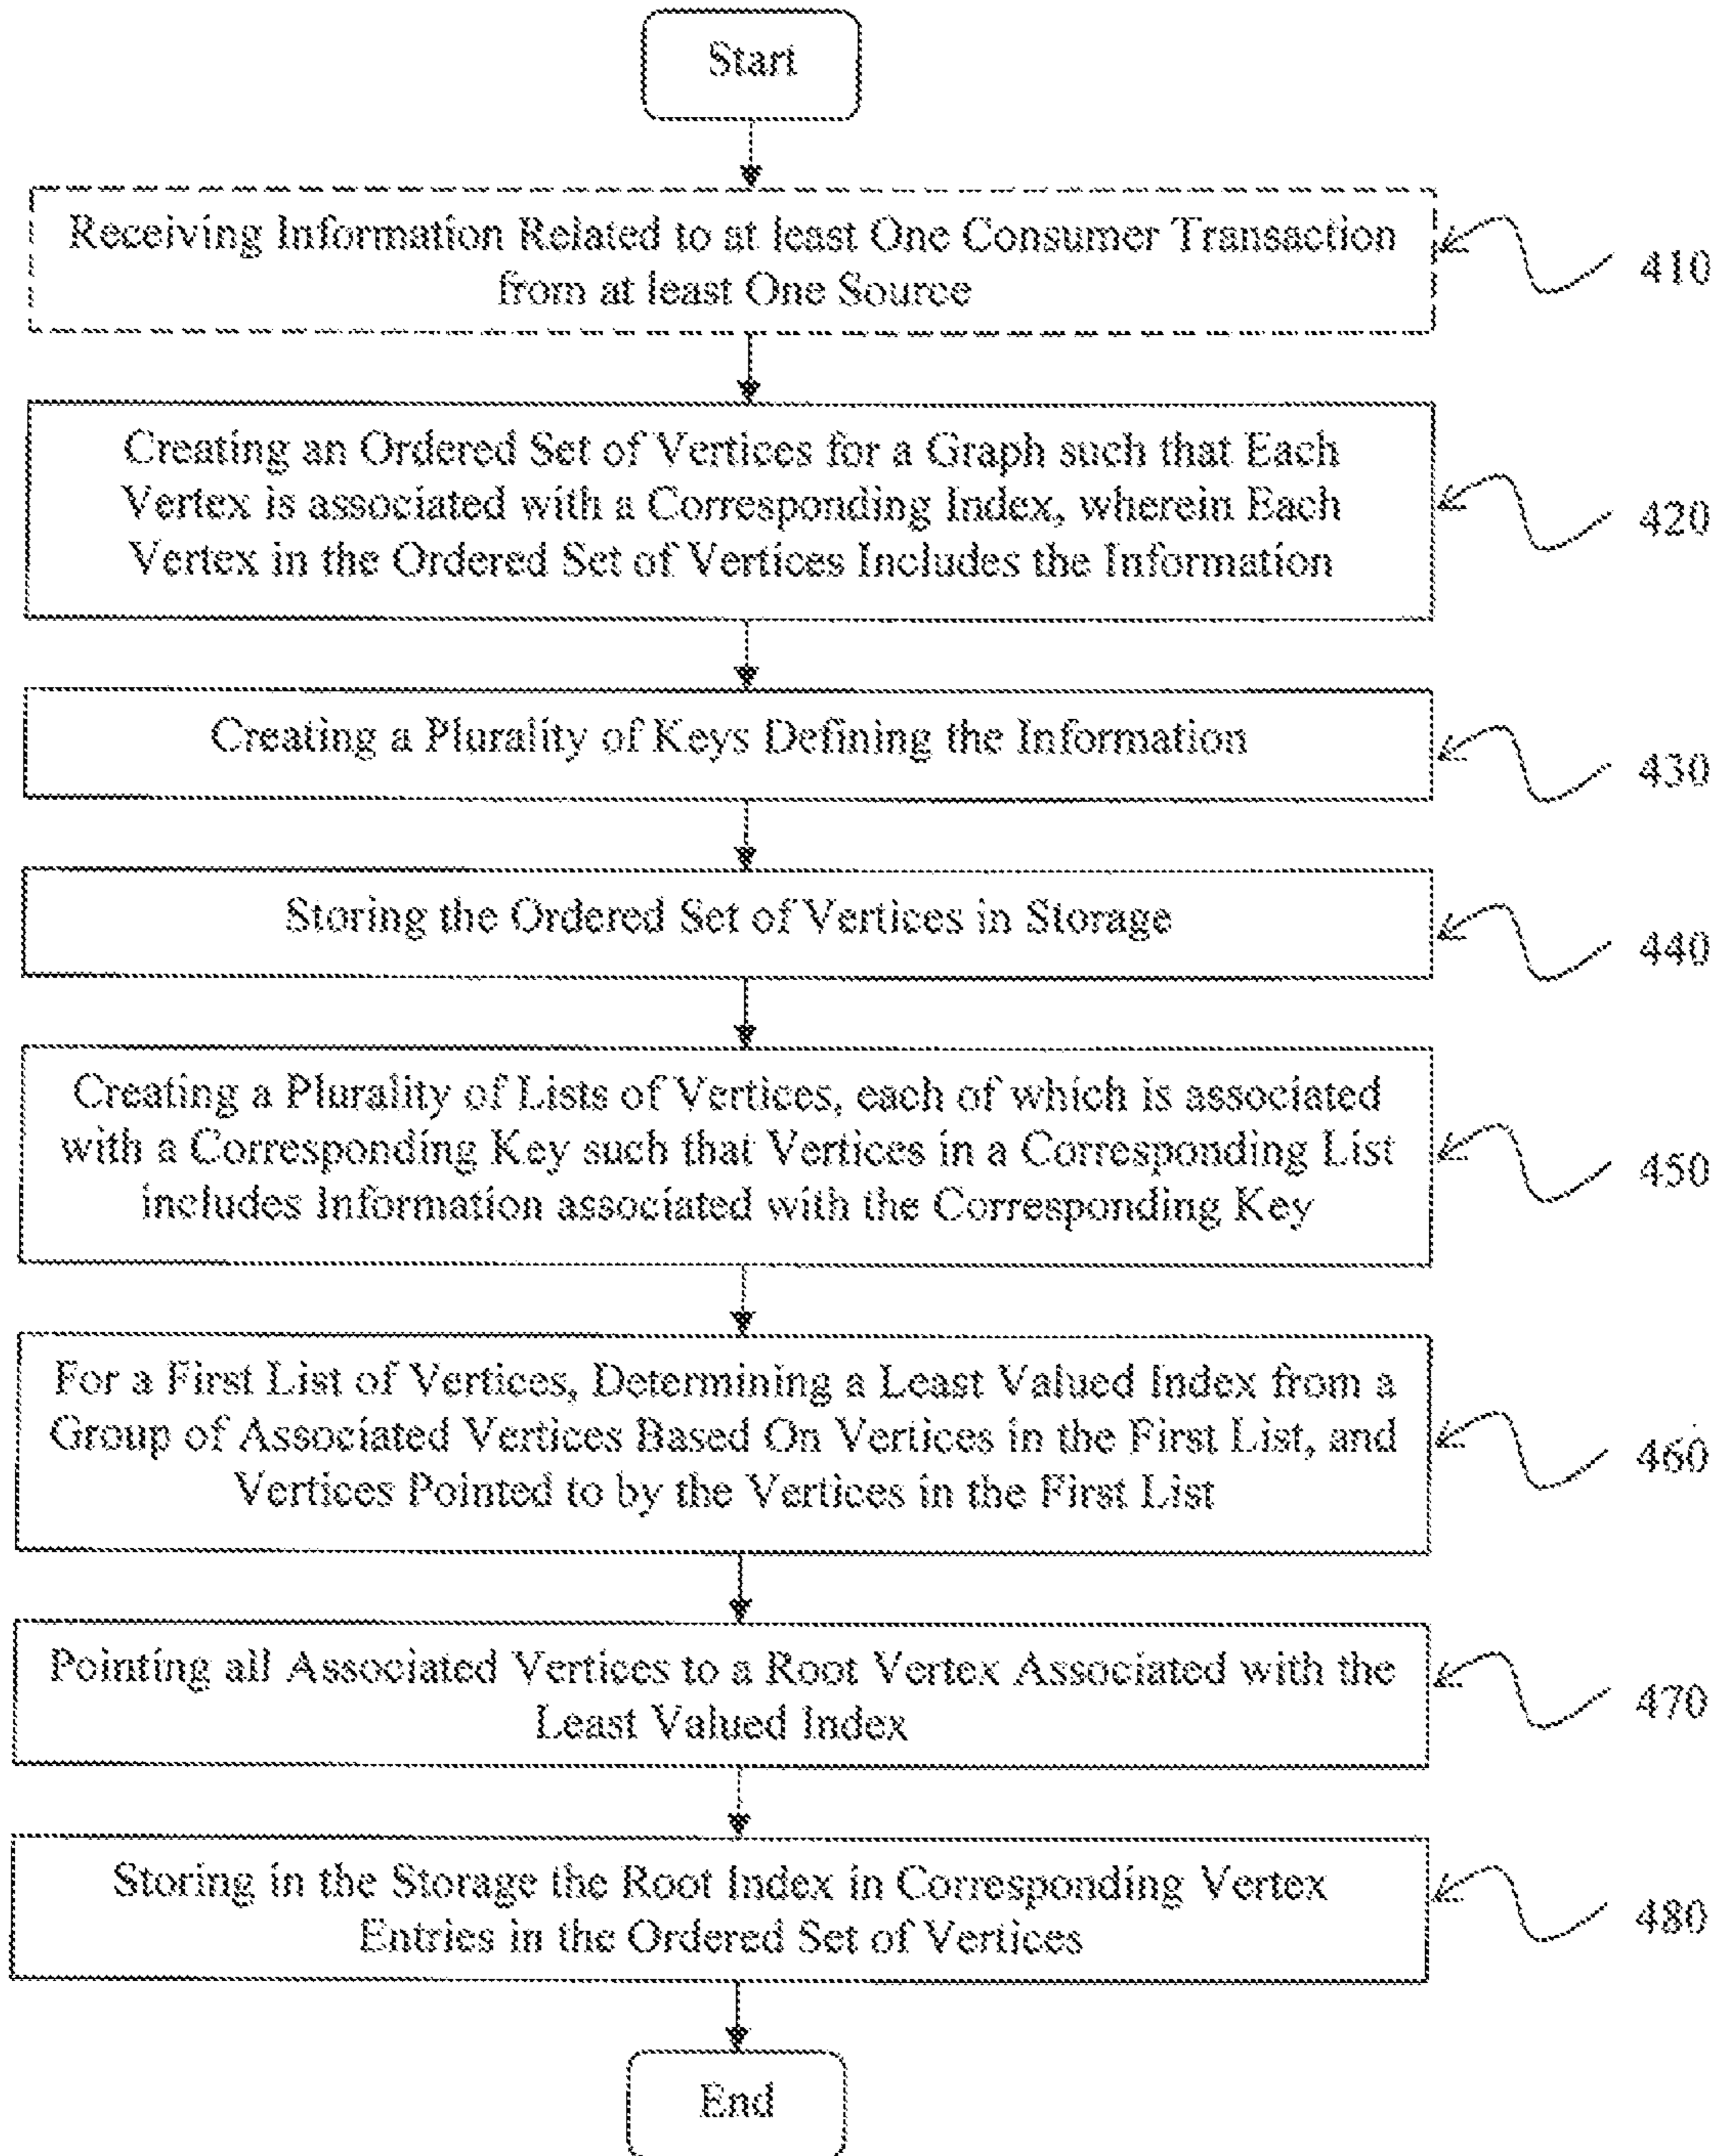 Start
Receiving Information Related to at least One Consumer Transaction
from at least One Source
410
Creating an Ordered Set of Vertices for a Graph such that Each
Vertex is associated with a Corresponding Index, wherein Each
Vertex in the Ordered Set of Vertices Includes the Information
420
Creating a Plurality of Keys Defining the Information
430
Storing the Ordered Set of Vertices in Storage
440
Creating a Plurality of Lists of Vertices, each of which is associated
with a Corresponding Key such that Vertices in a Corresponding List
includes Information associated with the Corresponding Key
450
For a First List of Vertices, Determining a Least Valued Index from a
Group of Associated Vertices Based On Vertices in the First List, and
Vertices Pointed to by the Vertices in the First List
460
Pointing all Associated Vertices to a Root Vertex Associated with the
Least Valued Index
470
Storing in the Storage the Root Index in Corresponding Vertex
Entries in the Ordered Set of Vertices
480
End